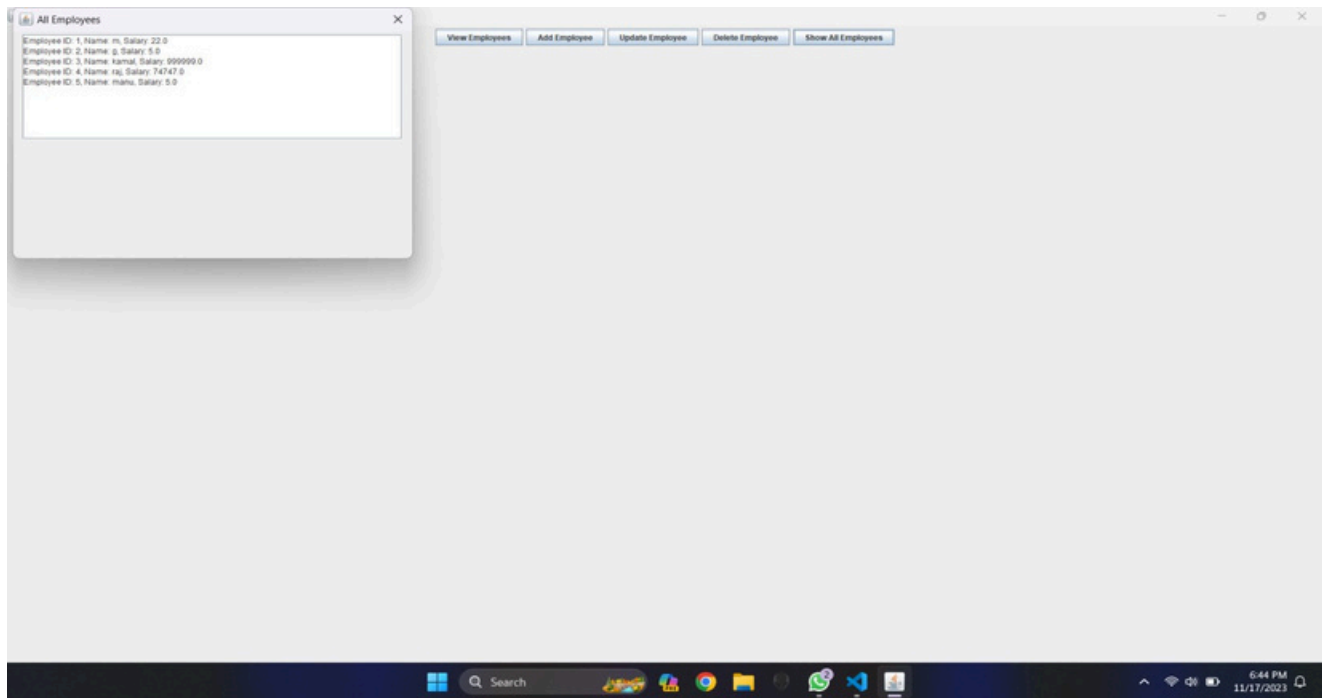 All Employees
Employee ID: 1, Name: m, Salary: 22.0
Employee ID: 2, Name: g, Salary: 5.0
Employee ID: 3, Name: kamal, Salary: 999999.0
Employee ID: 4, Name: raj, Salary: 74747.0
Employee ID: 5, Name: manu, Salary: 5.0
View Employees Add Employee Update Employee Delete Employee Show All Employees
Search
2
6:44 PM
11/17/2023